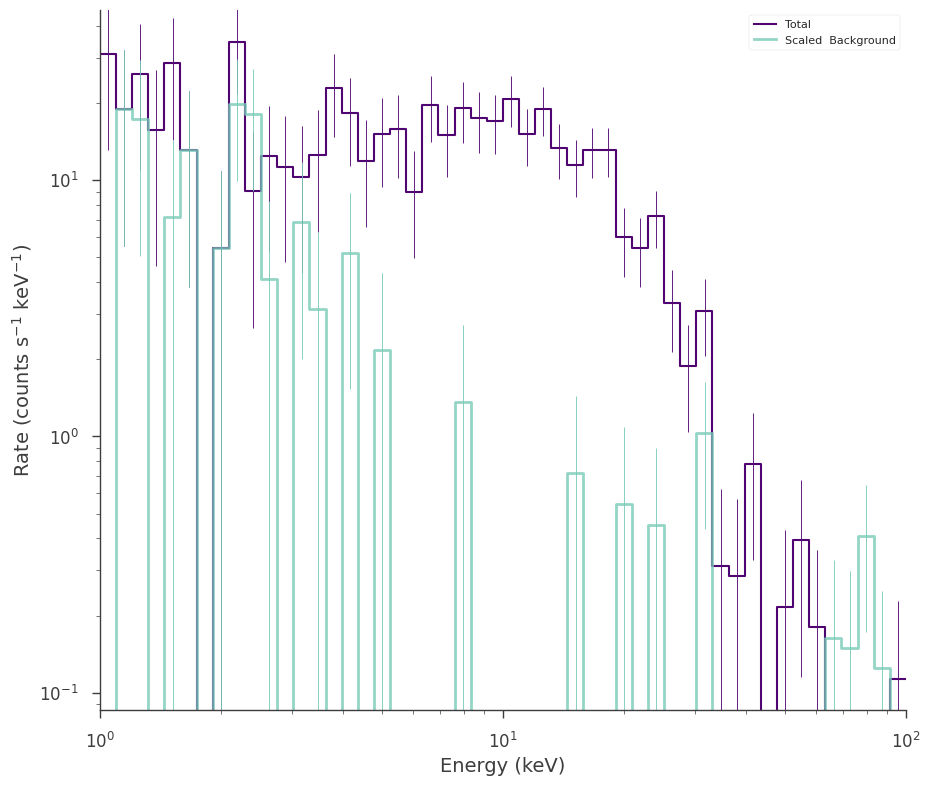 Total
Scaled  Background
10¹
10⁰
10⁻¹
Rate (counts s⁻¹ keV⁻¹)
10⁰
10¹
10²
Energy (keV)